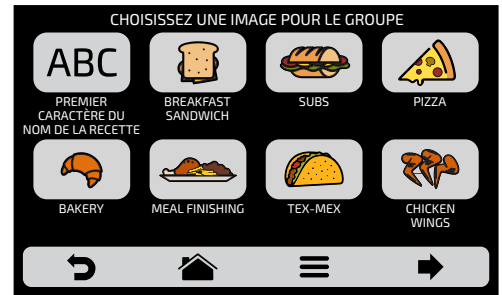 CHOISISSEZ UNE IMAGE POUR LE GROUPE
ABC
PREMIER
CARACTÈRE DU
NOM DE LA RECETTE
BREAKFAST
SANDWICH
SUBS
PIZZA
BAKERY
MEAL FINISHING
TEX-MEX
CHICKEN
WINGS